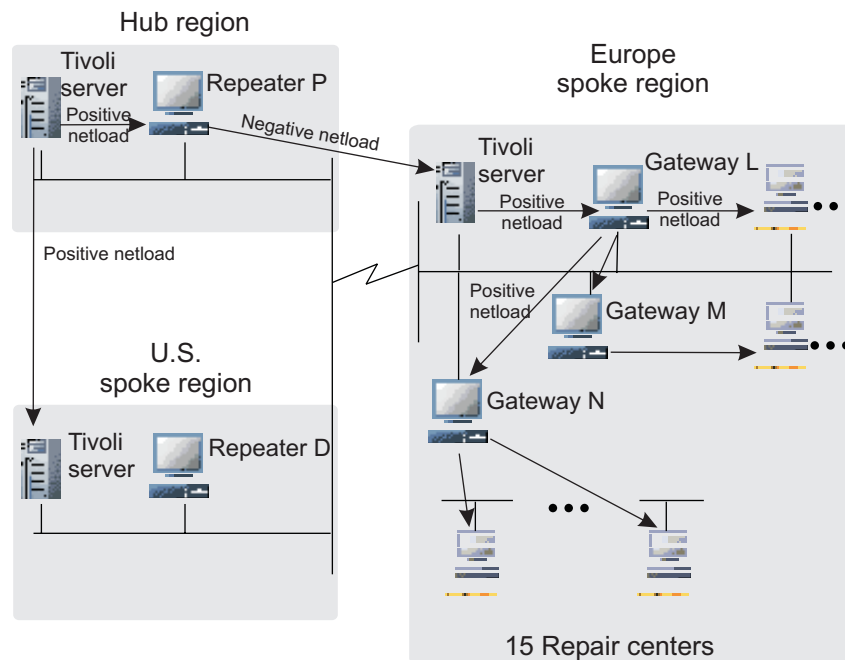 Hub region
Tivoli
server
Repeater P
Positive
netload
Negative netload
Europe
spoke region
Tivoli
server
Gateway L
Positive
netload
Positive
netload
Positive netload
Positive
netload
Gateway M
U.S.
spoke region
Gateway N
Tivoli
server
Repeater D
15 Repair centers